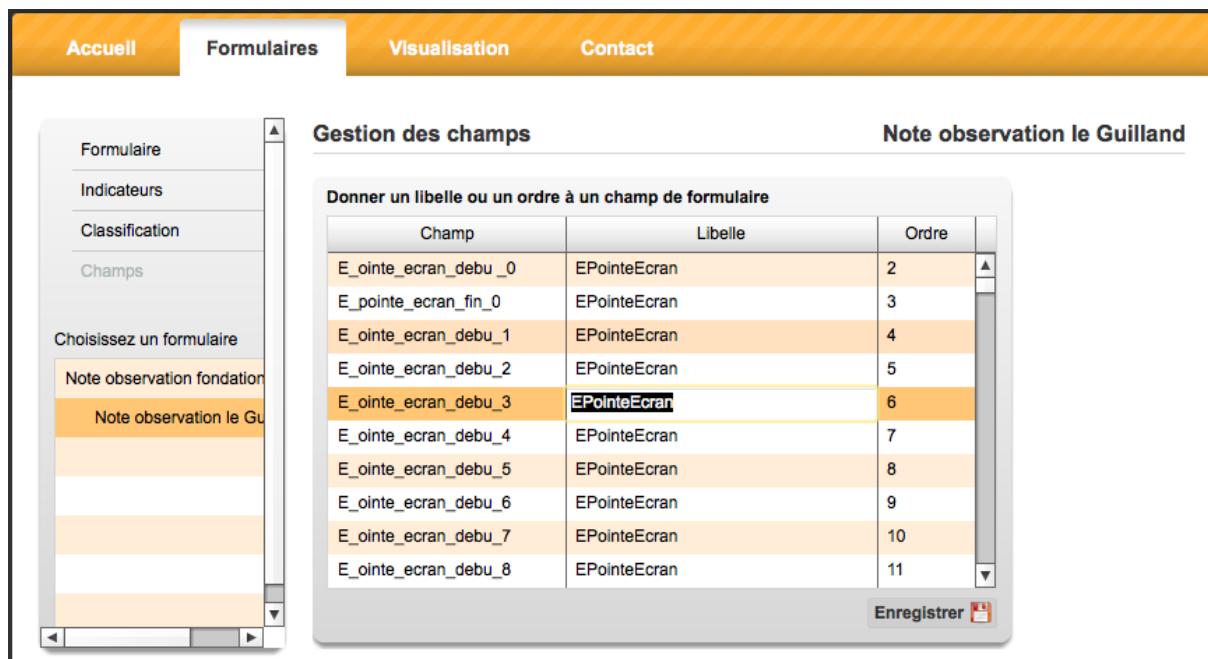 Accueil Formulaires Visualisation Contact
Formulaire
Indicateurs
Classification
Champs
Choisissez un formulaire
Note observation fondation
Note observation le Gu
Gestion des champs Note observation le Guilland
Donner un libelle ou un ordre à un champ de formulaire
Champ Libelle Ordre
E_ointe_ecran_debu _0 EPointeEcran 2
E_pointe_ecran_fin_0 EPointeEcran 3
E_ointe_ecran_debu_1 EPointeEcran 4
E_ointe_ecran_debu_2 EPointeEcran 5
E_ointe_ecran_debu_3 EPointeEcran 6
E_ointe_ecran_debu_4 EPointeEcran 7
E_ointe_ecran_debu_5 EPointeEcran 8
E_ointe_ecran_debu_6 EPointeEcran 9
E_ointe_ecran_debu_7 EPointeEcran 10
E_ointe_ecran_debu_8 EPointeEcran 11
Enregistrer